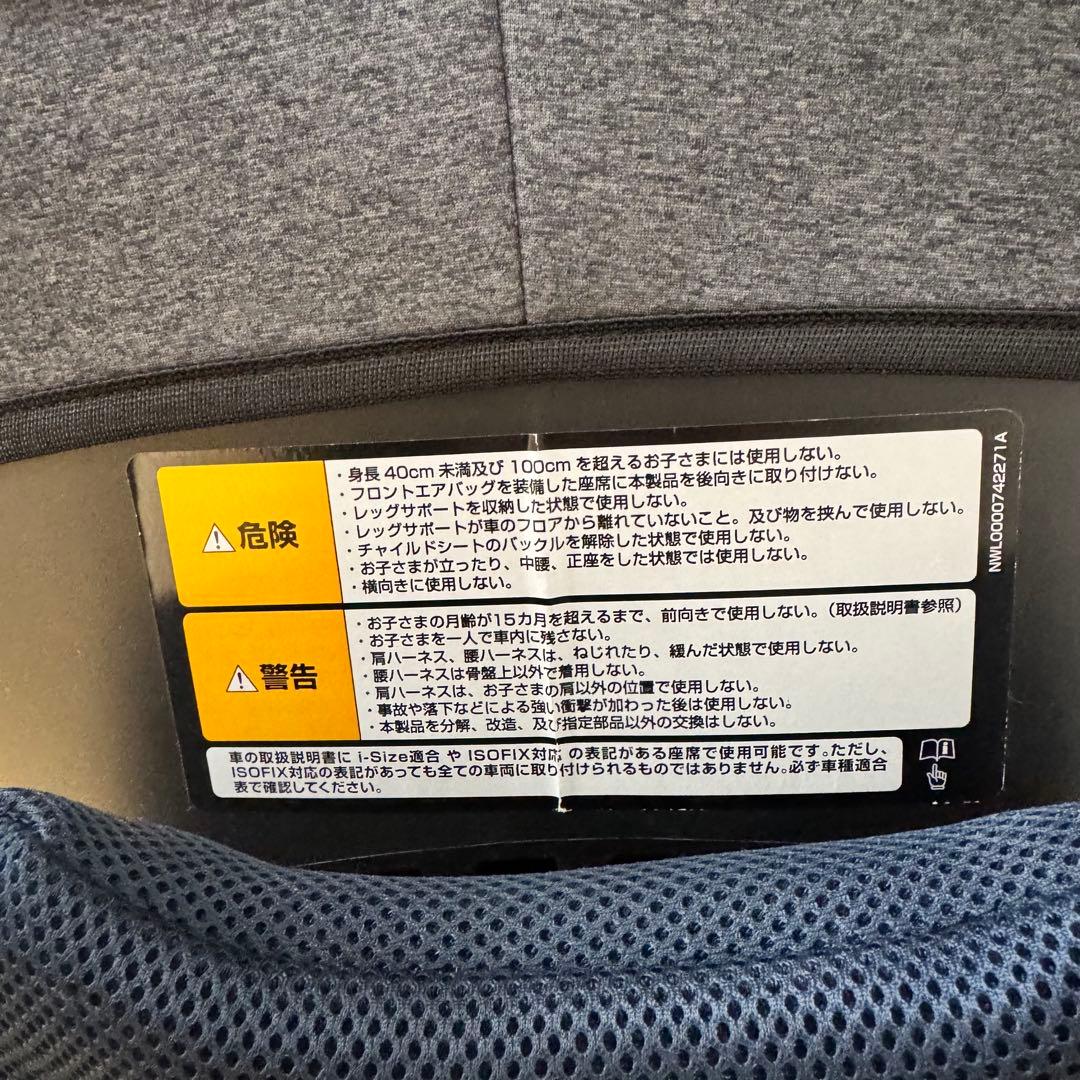 危険
・身長 40cm 未満及び 100cm を超えるお子さまには使用しない。
・フロントエアバッグを装備した座席に本製品を後向きに取り付けない。
・レッグサポートを収納した状態で使用しない。
・レッグサポートが車のフロアから離れていないこと。及び物を挟んで使用しない。
・チャイルドシートのバックルを解除した状態で使用しない。
・お子さまが立ったり、中腰、正座をした状態では使用しない。
・横向きに使用しない。
警告
・お子さまの月齢が15カ月を超えるまで、前向きで使用しない。（取扱説明書参照）
・お子さまを一人で車内に残さない。
・肩ハーネス、腰ハーネスは、ねじれたり、緩んだ状態で使用しない。
・腰ハーネスは骨盤上以外で着用しない。
・肩ハーネスは、お子さまの肩以外の位置で使用しない。
・事故や落下などによる強い衝撃が加わった後は使用しない。
・本製品を分解、改造、及び指定部品以外の交換はしない。
車の取扱説明書に i-Size適合 や ISOFIX対応 の表記がある座席で使用可能です。ただし、
ISOFIX対応の表記があっても全ての車両に取り付けられるものではありません。必ず車種適合
表で確認してください。
NWL0000742271A